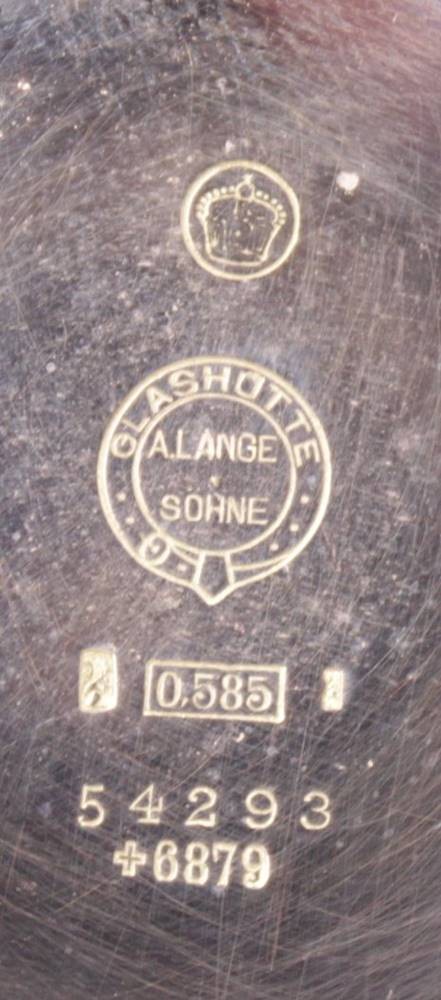 GLASHÜTTE
A. LANGE
SÖHNE
0,585
54293
+6879